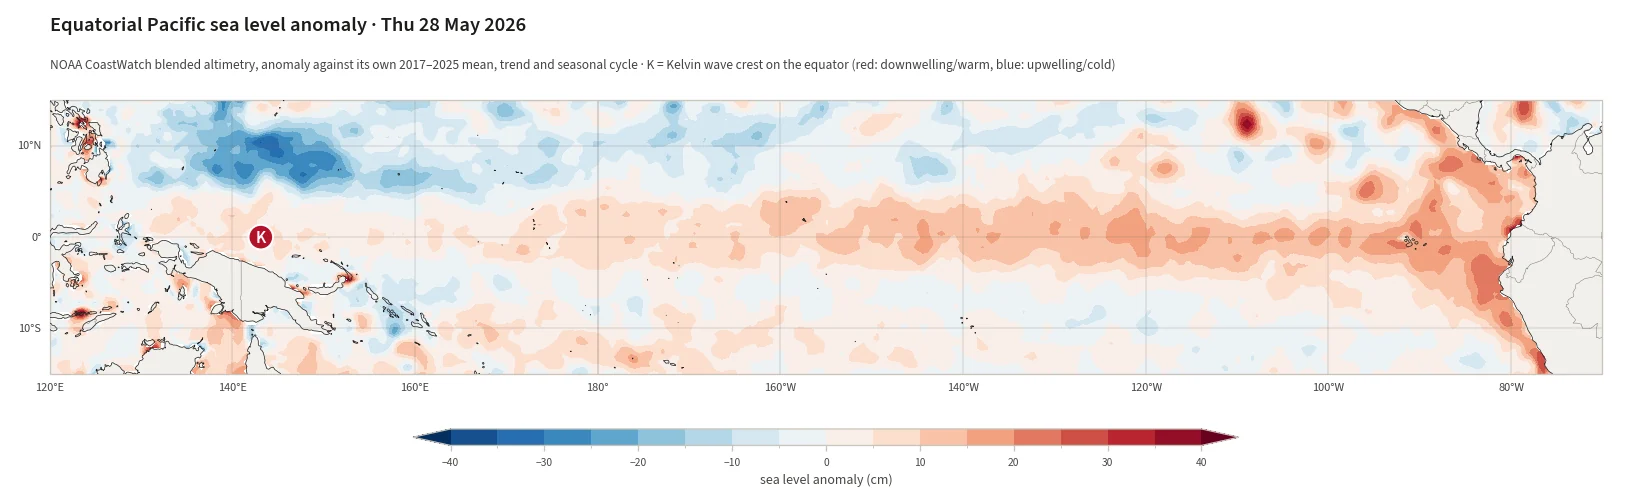 Equatorial Pacific sea level anomaly · Thu 28 May 2026
NOAA CoastWatch blended altimetry, anomaly against its own 2017–2025 mean, trend and seasonal cycle · K = Kelvin wave crest on the equator (red: downwelling/warm, blue: upwelling/cold)
10°N
0°
10°S
K
120°E 140°E 160°E 180° 160°W 140°W 120°W 100°W 80°W
−40 −30 −20 −10 0 10 20 30 40
sea level anomaly (cm)